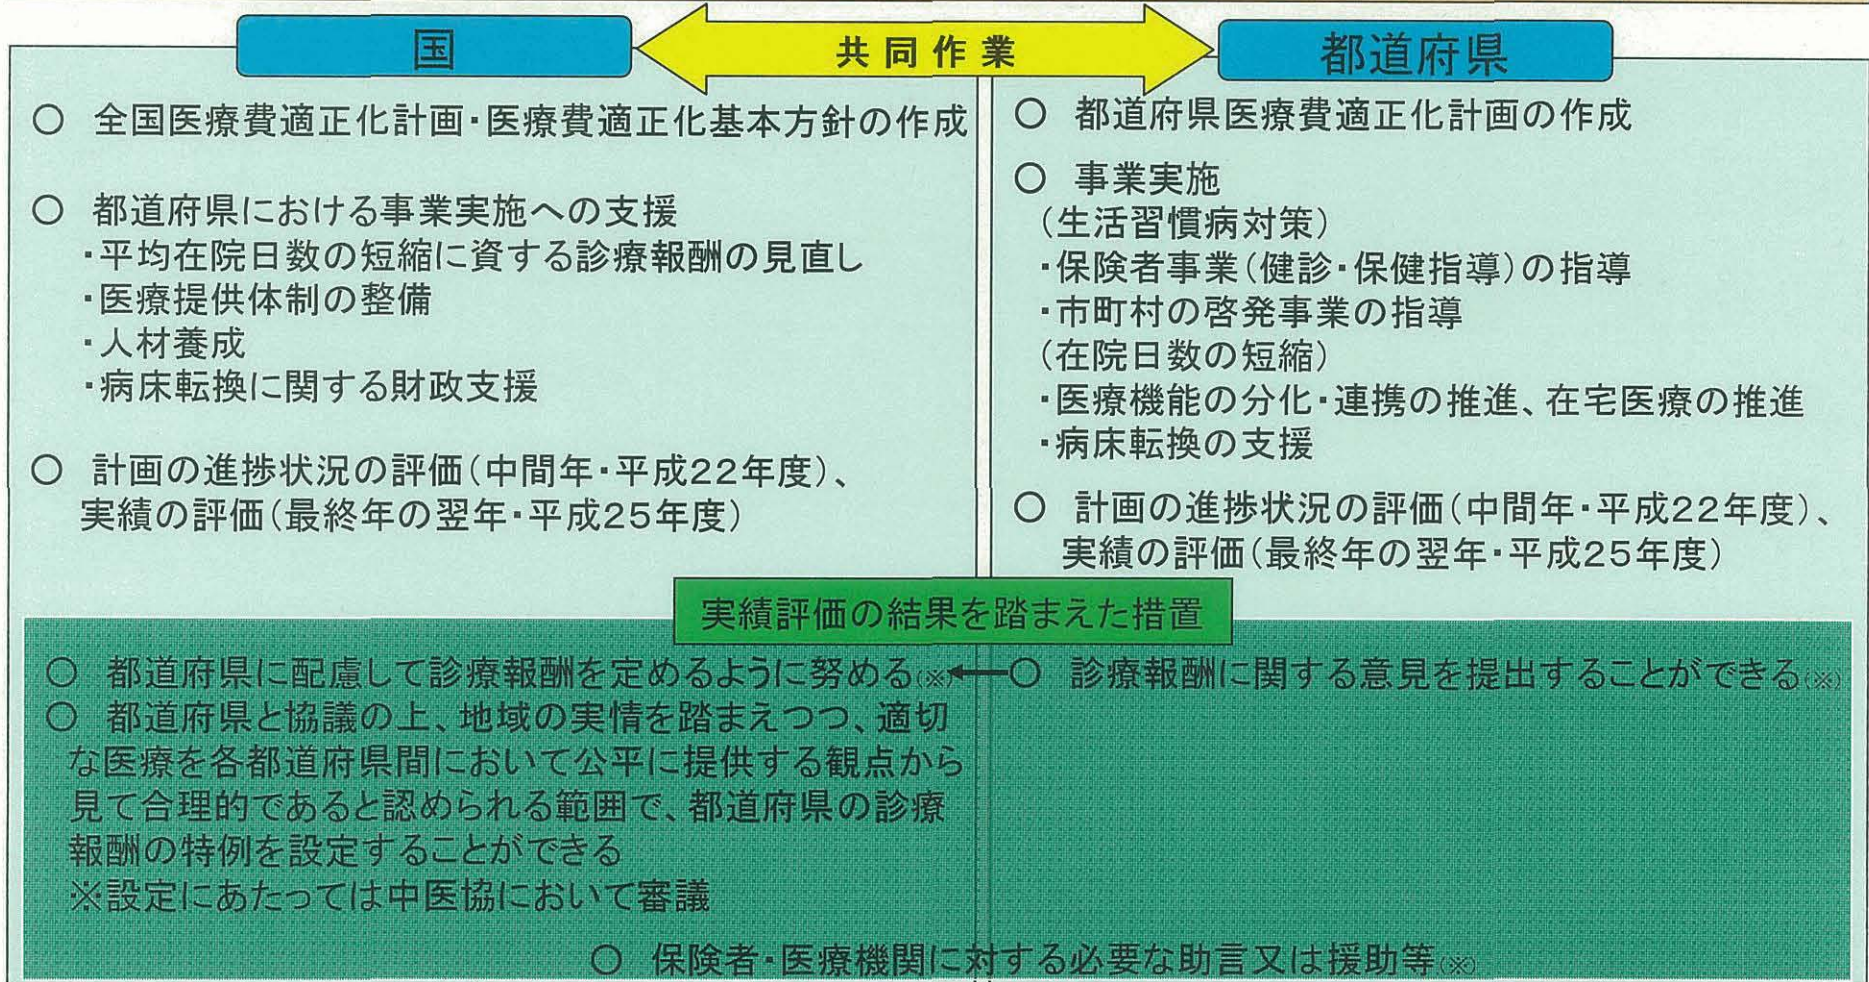 国
共同作業
都道府県
○ 全国医療費適正化計画・医療費適正化基本方針の作成
○ 都道府県における事業実施への支援
・平均在院日数の短縮に資する診療報酬の見直し
・医療提供体制の整備
・人材養成
・病床転換に関する財政支援
○ 計画の進捗状況の評価(中間年・平成22年度)、
実績の評価(最終年の翌年・平成25年度)
○ 都道府県医療費適正化計画の作成
○ 事業実施
(生活習慣病対策)
・保険者事業(健診・保健指導)の指導
・市町村の啓発事業の指導
(在院日数の短縮)
・医療機能の分化・連携の推進、在宅医療の推進
・病床転換の支援
○ 計画の進捗状況の評価(中間年・平成22年度)、
実績の評価(最終年の翌年・平成25年度)
実績評価の結果を踏まえた措置
○ 都道府県に配慮して診療報酬を定めるように努める(※)
○ 都道府県と協議の上、地域の実情を踏まえつつ、適切
な医療を各都道府県間において公平に提供する観点から
見て合理的であると認められる範囲で、都道府県の診療
報酬の特例を設定することができる
※設定にあたっては中医協において審議
○ 診療報酬に関する意見を提出することができる(※)
○ 保険者・医療機関に対する必要な助言又は援助等(※)